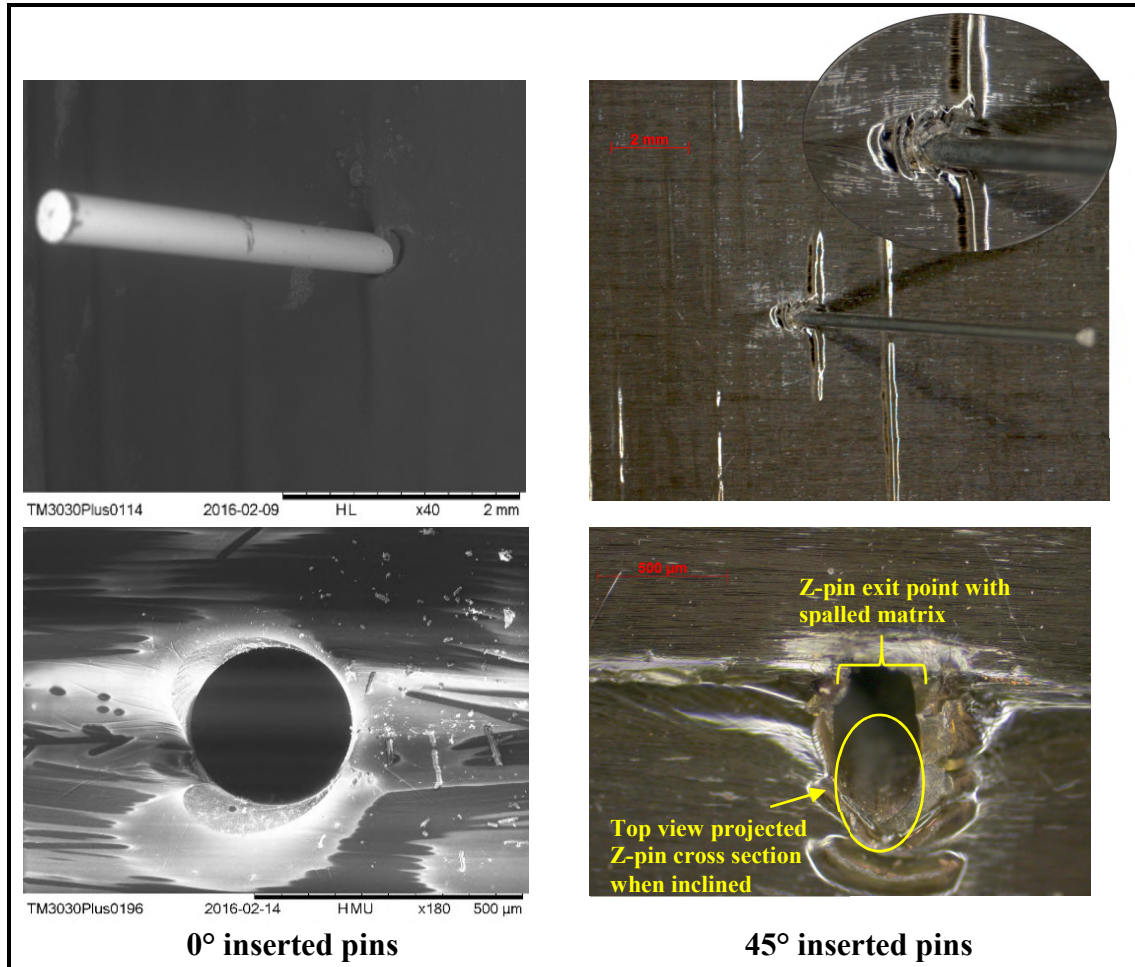 2 mm
TM3030Plus0114 2016-02-09 HL x40 2 mm
500 µm
Z-pin exit point with
spalled matrix
Top view projected
Z-pin cross section
when inclined
TM3030Plus0196 2016-02-14 HMU x180 500 µm
0° inserted pins
45° inserted pins